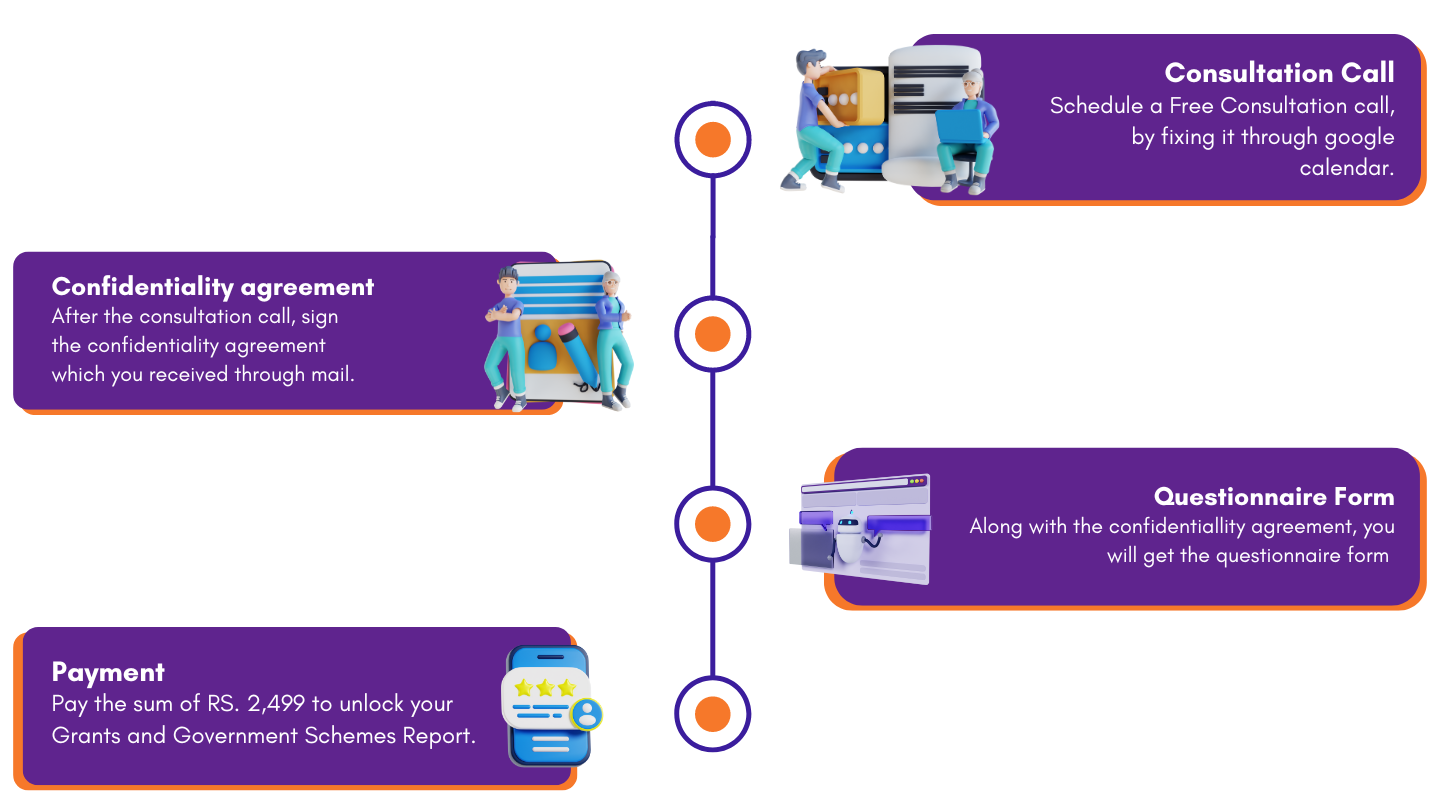 Consultation Call
Schedule a Free Consultation call,
by fixing it through google
calendar.
Confidentiality agreement
After the consultation call, sign
the confidentiality agreement
which you received through mail.
Questionnaire Form
Along with the confidentiallity agreement, you
will get the questionnaire form
Payment
Pay the sum of RS. 2,499 to unlock your
Grants and Government Schemes Report.